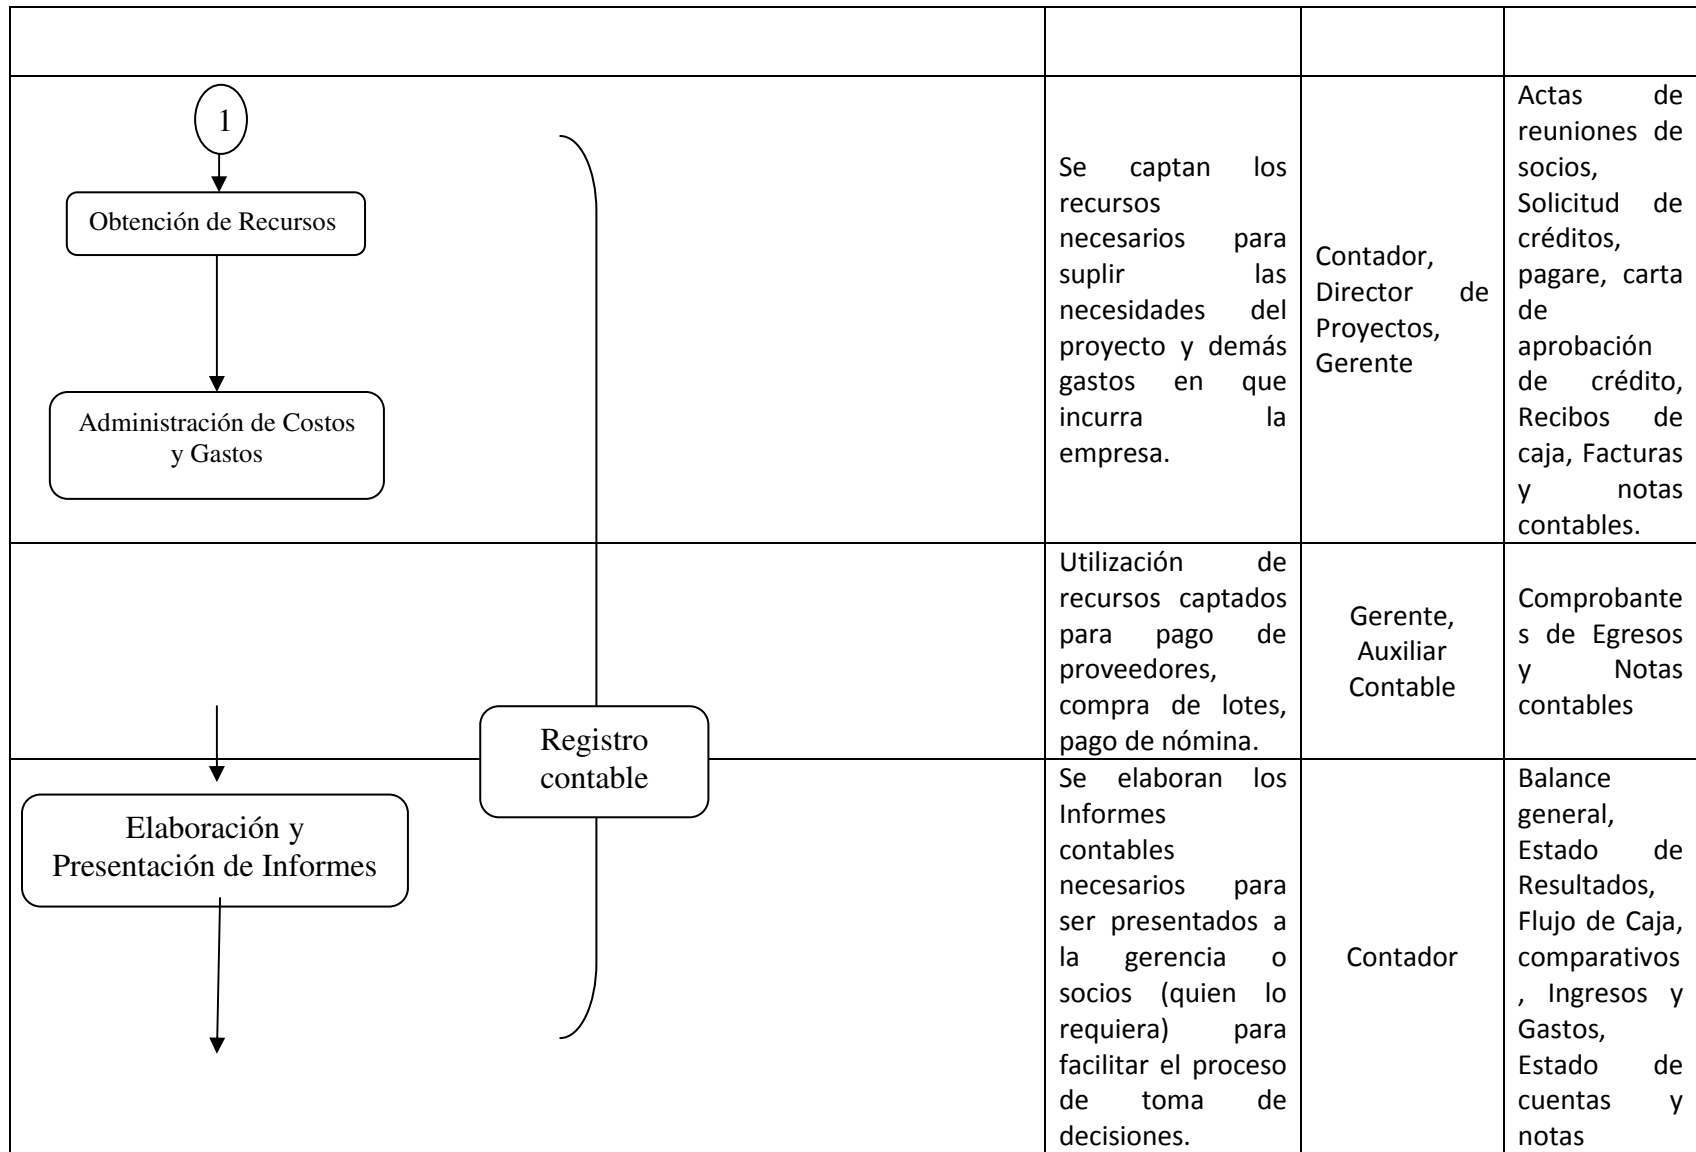 1
Obtención de Recursos
Administración de Costos
y Gastos
Se captan los
recursos
necesarios para
suplir las
necesidades del
proyecto y demás
gastos en que
incurra la
empresa.
Contador,
Director de
Proyectos,
Gerente
Actas de
reuniones de
socios,
Solicitud de
créditos,
pagare, carta
de
aprobación
de crédito,
Recibos de
caja, Facturas
y notas
contables.
Utilización de
recursos captados
para pago de
proveedores,
compra de lotes,
pago de nómina.
Gerente,
Auxiliar
Contable
Comprobante
s de Egresos
y Notas
contables
Registro
contable
Elaboración y
Presentación de Informes
Se elaboran los
Informes
contables
necesarios para
ser presentados a
la gerencia o
socios (quien lo
requiera) para
facilitar el proceso
de toma de
decisiones.
Contador
Balance
general,
Estado de
Resultados,
Flujo de Caja,
comparativos
, Ingresos y
Gastos,
Estado de
cuentas y
notas